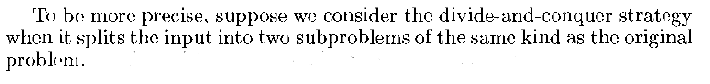 To be more precise, suppose we consider the divide-and-conquer strategy
when it splits the input into two subproblems of the same kind as the original
problem.